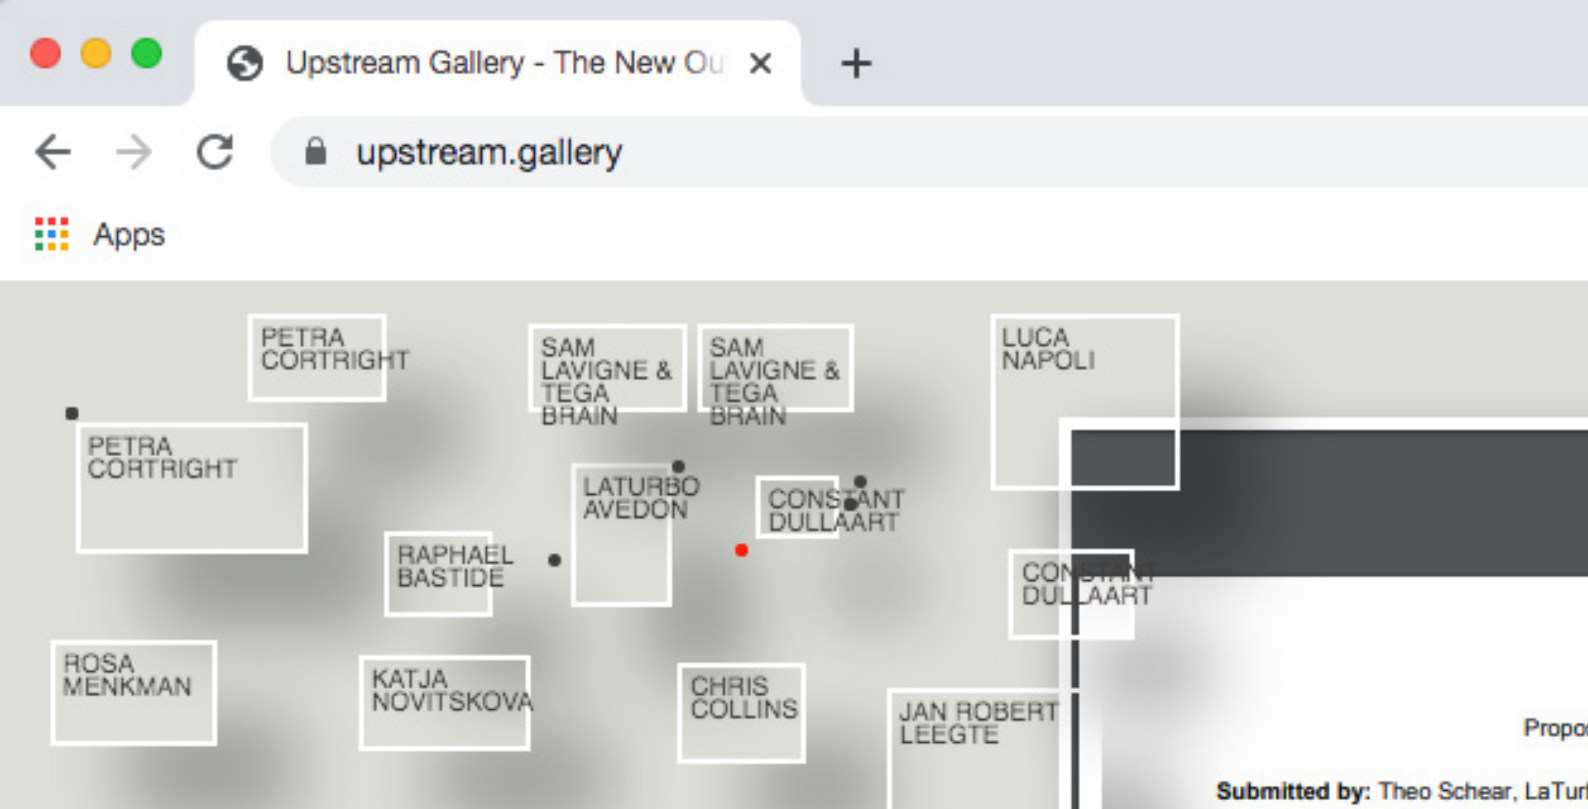 Upstream Gallery - The New Ou
upstream.gallery
Apps
PETRA
CORTRIGHT
SAM
LAVIGNE &
TEGA
BRAIN
SAM
LAVIGNE &
TEGA
BRAIN
LUCA
NAPOLI
PETRA
CORTRIGHT
LATURBO
AVEDON
CONSTANT
DULLAART
RAPHAEL
BASTIDE
CONSTANT
DULLAART
ROSA
MENKMAN
KATJA
NOVITSKOVA
CHRIS
COLLINS
JAN ROBERT
LEEGTE
Propos
Submitted by: Theo Schear, LaTurb